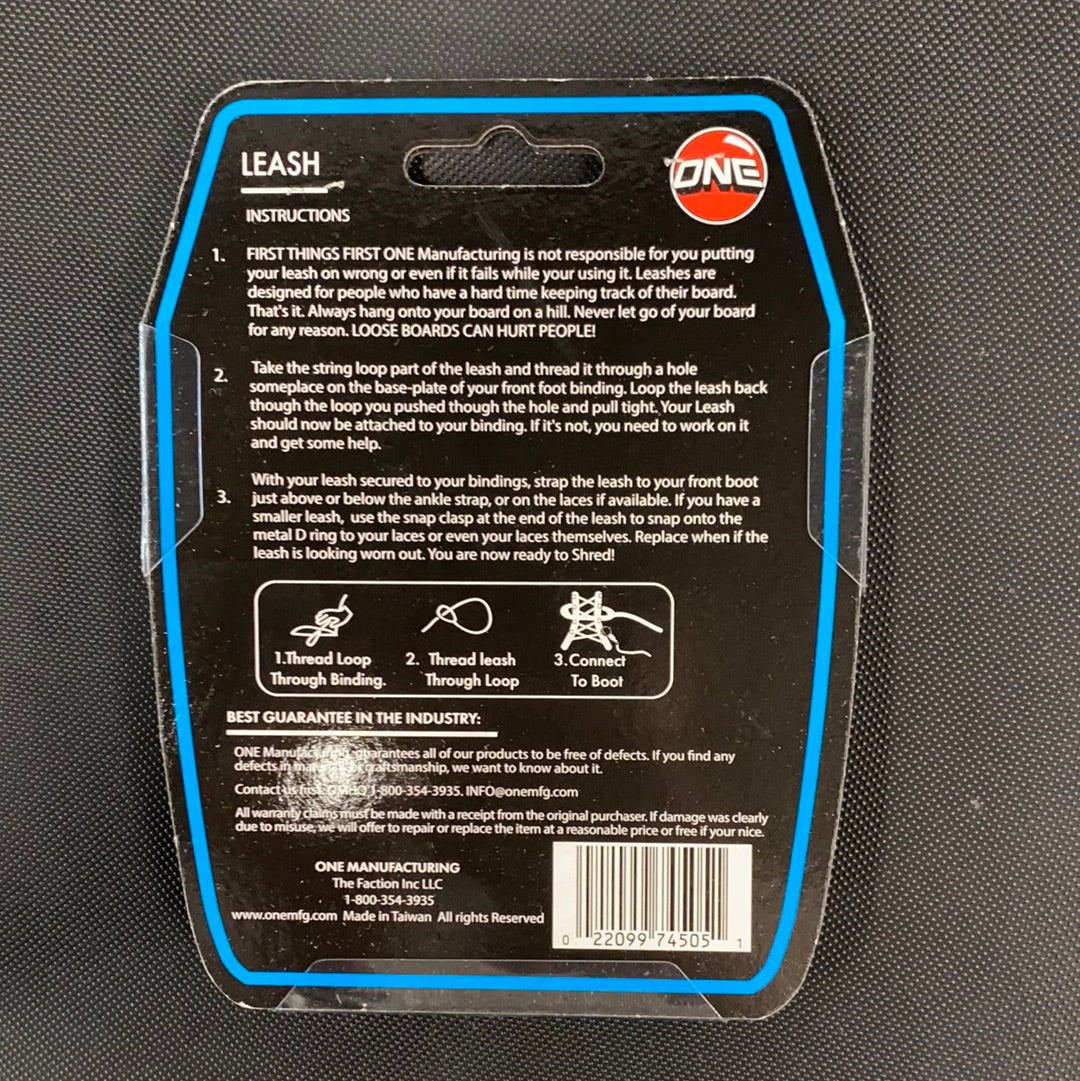 LEASH
ONE
INSTRUCTIONS
1. FIRST THINGS FIRST ONE Manufacturing is not responsible for you putting
your leash on wrong or even if it fails while your using it. Leashes are
designed for people who have a hard time keeping track of their board.
That's it. Always hang onto your board on a hill. Never let go of your board
for any reason. LOOSE BOARDS CAN HURT PEOPLE!
2. Take the string loop part of the leash and thread it through a hole
someplace on the base-plate of your front foot binding. Loop the leash back
though the loop you pushed though the hole and pull tight. Your Leash
should now be attached to your binding. If it's not, you need to work on it
and get some help.
With your leash secured to your bindings, strap the leash to your front boot
3. just above or below the ankle strap, or on the laces if available. If you have a
smaller leash, use the snap clasp at the end of the leash to snap onto the
metal D ring to your laces or even your laces themselves. Replace when if the
leash is looking worn out. You are now ready to Shred!
1.Thread Loop
Through Binding.
2. Thread leash
Through Loop
3.Connect
To Boot
BEST GUARANTEE IN THE INDUSTRY:
ONE Manufacturing guarantees all of our products to be free of defects. If you find any
defects in craftsmanship, we want to know about it.
Contact us first. OMHQ 1-800-354-3935. INFO@onemfg.com
All warranty claims must be made with a receipt from the original purchaser. If damage was clearly
due to misuse, we will offer to repair or replace the item at a reasonable price or free if your nice.
ONE MANUFACTURING
The Faction Inc LLC
1-800-354-3935
www.onemfg.com Made in Taiwan All rights Reserved
0 22099 74505 1